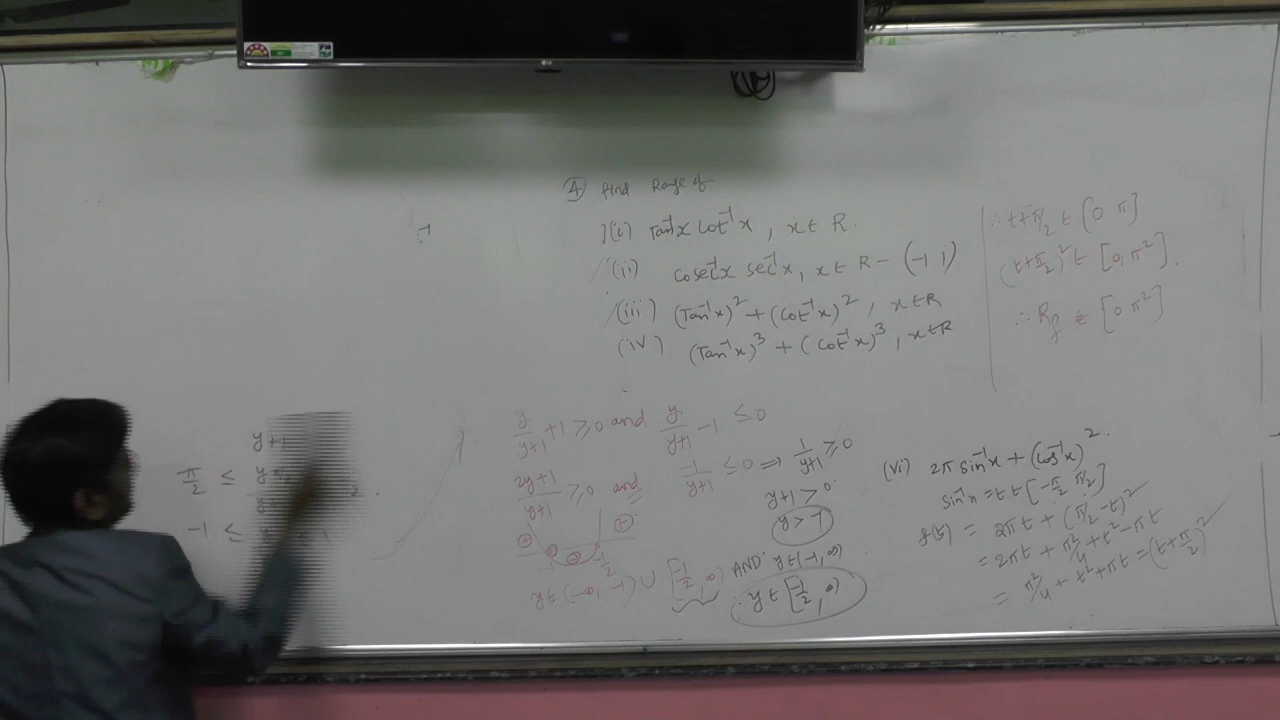 ④ find Range of
(i) Tan⁻¹x Cot⁻¹x , x ∈ R.
(ii) cosec⁻¹x sec⁻¹x, x ∈ R - (-1 1)
(iii) (Tan⁻¹x)² + (Cot⁻¹x)² , x ∈ R
(iv) (Tan⁻¹x)³ + (Cot⁻¹x)³ , x ∈ R
∴ t+π/2 ∈ [0 π]
(t+π/2)² ∈ [0, π²].
∴ R_f ∈ [0 π²]
y+1
π/2 ≤
-1 ≤
y/(y+1) + 1 ≥ 0 and y/(y+1) - 1 ≤ 0
(2y+1)/(y+1) ≥ 0 and -1/(y+1) ≤ 0 ⇒ 1/(y+1) ≥ 0
y+1 > 0
y > -1
y ∈ (-∞, -1) ∪ [-1/2, ∞) AND y ∈ (-1, ∞)
∴ y ∈ [-1/2, ∞)
(vi) 2π sin⁻¹x + (cos⁻¹x)².
sin⁻¹x = t ∈ [-π/2 π/2]
f(t) = 2πt + (π/2 - t)²
= 2πt + π²/4 + t² - πt
= π²/4 + t² + πt = (t+π/2)²
LG